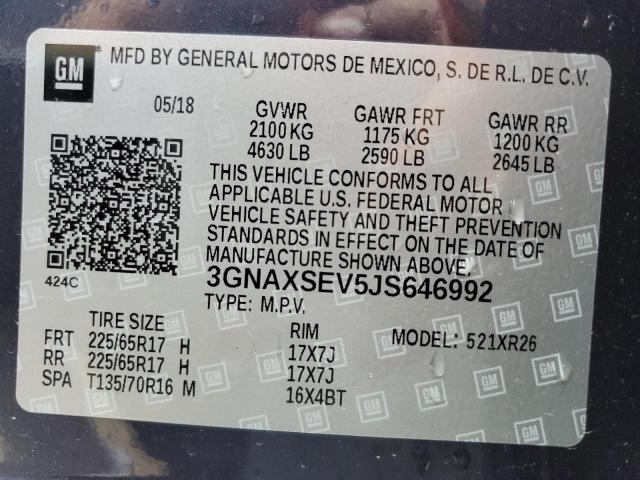 GM
MFD BY GENERAL MOTORS DE MEXICO, S. DE R.L. DE C.V.
05/18 GVWR GAWR FRT GAWR RR
2100 KG 1175 KG 1200 KG
4630 LB 2590 LB 2645 LB
THIS VEHICLE CONFORMS TO ALL
APPLICABLE U.S. FEDERAL MOTOR
VEHICLE SAFETY AND THEFT PREVENTION
STANDARDS IN EFFECT ON THE DATE OF
MANUFACTURE SHOWN ABOVE.
424C
3GNAXSEV5JS646992
TYPE: M.P.V.
TIRE SIZE RIM MODEL: 521XR26
FRT 225/65R17 H 17X7J
RR 225/65R17 H 17X7J
SPA T135/70R16 M 16X4BT